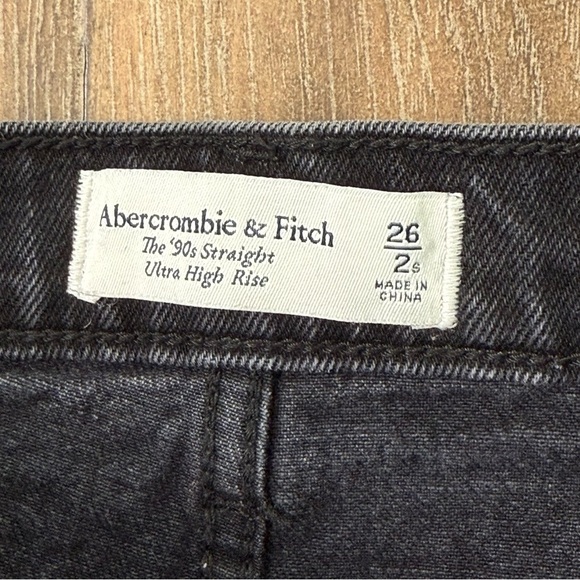 Abercrombie & Fitch
The '90s Straight
Ultra High Rise
26
2s
MADE IN
CHINA